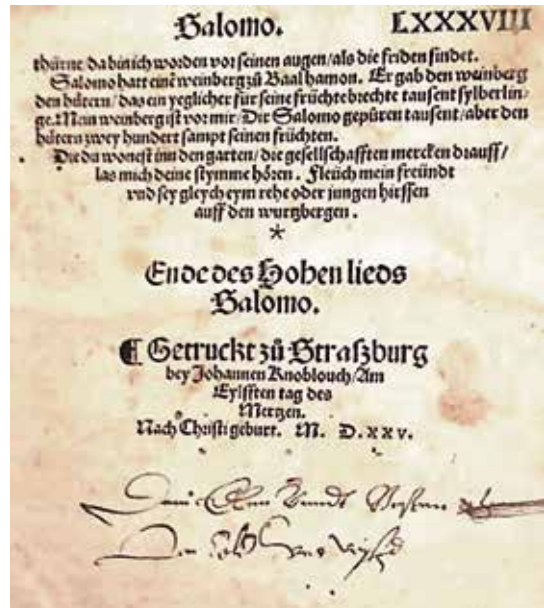 Salomo. LXXXVIII
thürne da bin ich worden vor seinen augen/als die friden findet.
Salomo hatt einē weinberg zů Baal hamon. Er gab den weinberg
den hütern/das ein yeglicher für seine früchte brechte tausent sylberlin-
ge. Mein weinberg ist vor mir/Dir Salomo gepüren tausent/aber den
hütern zwey hundert sampt seinen früchten.
Die du wonest inn den garten/die gesellschafften mercken drauff/
las mich deine stymme hören. Fleüch mein freündt
vnd sey gleych eym rehe oder jungen hirssen
auff den wurtzbergen.
*
Ende des Hohen lieds
Salomo.
¶ Getruckt zů Straßburg
bey Johannen Knoblouch/Am
Eylfften tag des
Mertzen.
Nach Christi geburt. M. D. xxv.